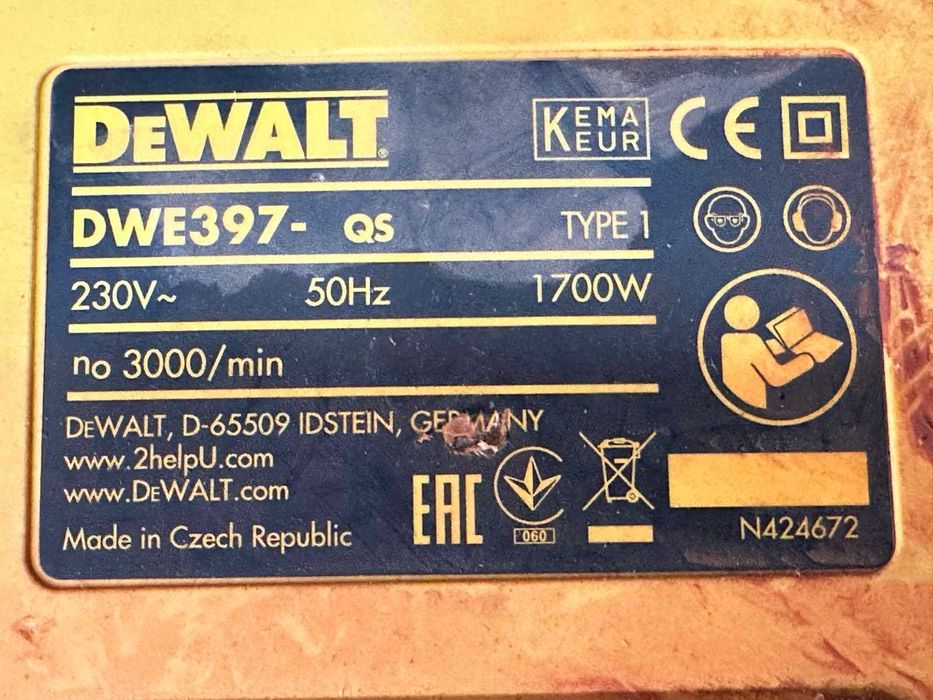 DEWALT®
KEMA
KEUR
CE
DWE397- QS TYPE 1
230V~ 50Hz 1700W
no 3000/min
DEWALT, D-65509 IDSTEIN, GERMANY
www.2helpU.com
www.DEWALT.com
Made in Czech Republic
EAC
060
N424672